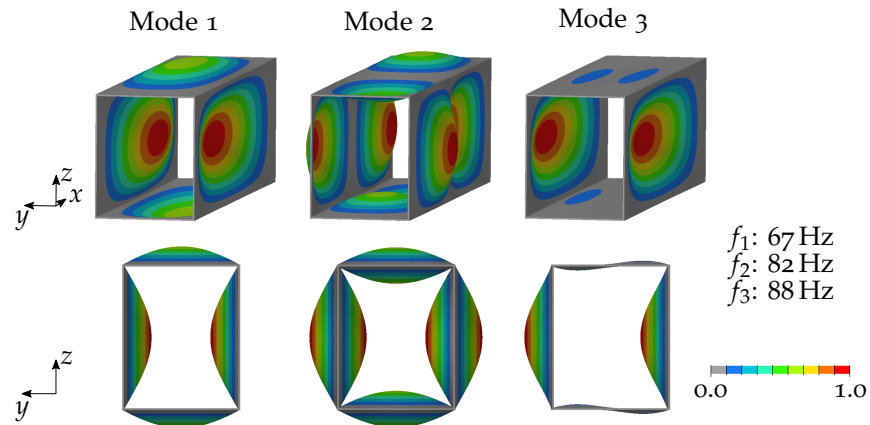 Mode 1
Mode 2
Mode 3
z
x
y
f1: 67 Hz
f2: 82 Hz
f3: 88 Hz
z
y
0.0
1.0